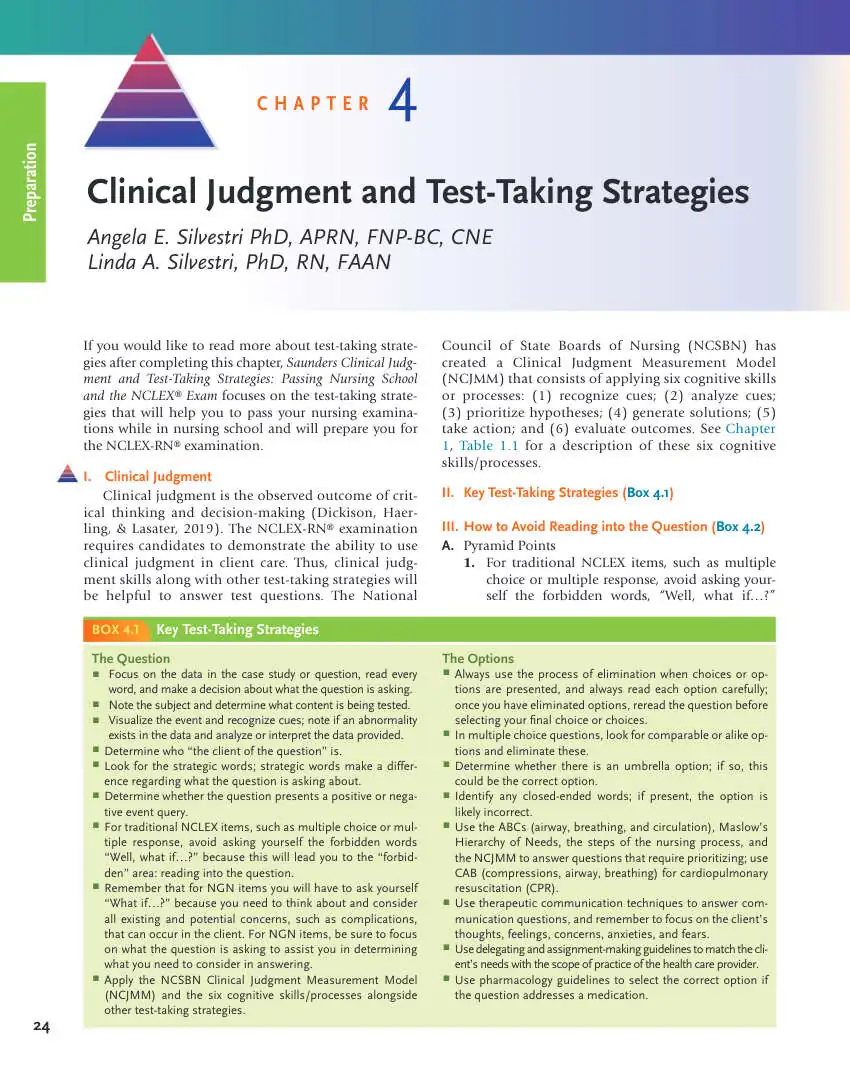 CHAPTER 4
Preparation
Clinical Judgment and Test-Taking Strategies
Angela E. Silvestri PhD, APRN, FNP-BC, CNE
Linda A. Silvestri, PhD, RN, FAAN
If you would like to read more about test-taking strate-
gies after completing this chapter, Saunders Clinical Judg-
ment and Test-Taking Strategies: Passing Nursing School
and the NCLEX® Exam focuses on the test-taking strate-
gies that will help you to pass your nursing examina-
tions while in nursing school and will prepare you for
the NCLEX-RN® examination.
I. Clinical Judgment
Clinical judgment is the observed outcome of crit-
ical thinking and decision-making (Dickison, Haer-
ling, & Lasater, 2019). The NCLEX-RN® examination
requires candidates to demonstrate the ability to use
clinical judgment in client care. Thus, clinical judg-
ment skills along with other test-taking strategies will
be helpful to answer test questions. The National
Council of State Boards of Nursing (NCSBN) has
created a Clinical Judgment Measurement Model
(NCJMM) that consists of applying six cognitive skills
or processes: (1) recognize cues; (2) analyze cues;
(3) prioritize hypotheses; (4) generate solutions; (5)
take action; and (6) evaluate outcomes. See Chapter
1, Table 1.1 for a description of these six cognitive
skills/processes.
II. Key Test-Taking Strategies (Box 4.1)
III. How to Avoid Reading into the Question (Box 4.2)
A. Pyramid Points
1. For traditional NCLEX items, such as multiple
choice or multiple response, avoid asking your-
self the forbidden words, “Well, what if…?”
BOX 4.1 Key Test-Taking Strategies
The Question
■ Focus on the data in the case study or question, read every
word, and make a decision about what the question is asking.
■ Note the subject and determine what content is being tested.
■ Visualize the event and recognize cues; note if an abnormality
exists in the data and analyze or interpret the data provided.
■ Determine who “the client of the question” is.
■ Look for the strategic words; strategic words make a differ-
ence regarding what the question is asking about.
■ Determine whether the question presents a positive or nega-
tive event query.
■ For traditional NCLEX items, such as multiple choice or mul-
tiple response, avoid asking yourself the forbidden words
“Well, what if…?” because this will lead you to the “forbid-
den” area: reading into the question.
■ Remember that for NGN items you will have to ask yourself
“What if…?” because you need to think about and consider
all existing and potential concerns, such as complications,
that can occur in the client. For NGN items, be sure to focus
on what the question is asking to assist you in determining
what you need to consider in answering.
■ Apply the NCSBN Clinical Judgment Measurement Model
(NCJMM) and the six cognitive skills/processes alongside
other test-taking strategies.
The Options
■ Always use the process of elimination when choices or op-
tions are presented, and always read each option carefully;
once you have eliminated options, reread the question before
selecting your final choice or choices.
■ In multiple choice questions, look for comparable or alike op-
tions and eliminate these.
■ Determine whether there is an umbrella option; if so, this
could be the correct option.
■ Identify any closed-ended words; if present, the option is
likely incorrect.
■ Use the ABCs (airway, breathing, and circulation), Maslow’s
Hierarchy of Needs, the steps of the nursing process, and
the NCJMM to answer questions that require prioritizing; use
CAB (compressions, airway, breathing) for cardiopulmonary
resuscitation (CPR).
■ Use therapeutic communication techniques to answer com-
munication questions, and remember to focus on the client’s
thoughts, feelings, concerns, anxieties, and fears.
■ Use delegating and assignment-making guidelines to match the cli-
ent’s needs with the scope of practice of the health care provider.
■ Use pharmacology guidelines to select the correct option if
the question addresses a medication.
24